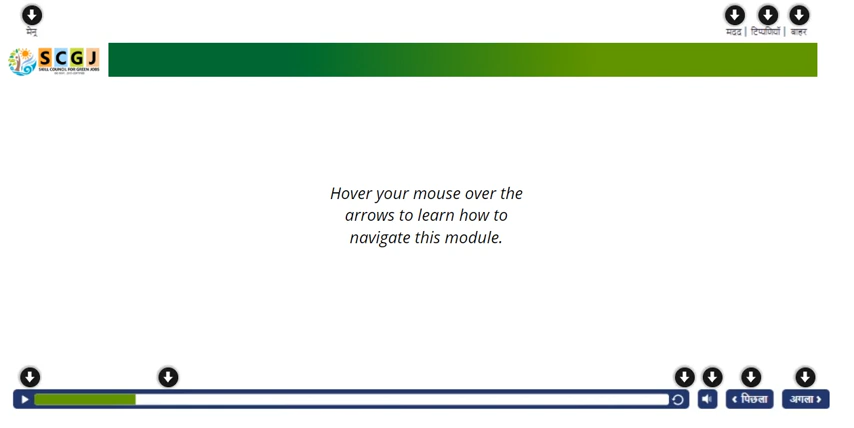 मेनू
मदद | टिप्पणियाँ | बाहर
SCGJ
SKILL COUNCIL FOR GREEN JOBS
Hover your mouse over the
arrows to learn how to
navigate this module.
पिछला
अगला